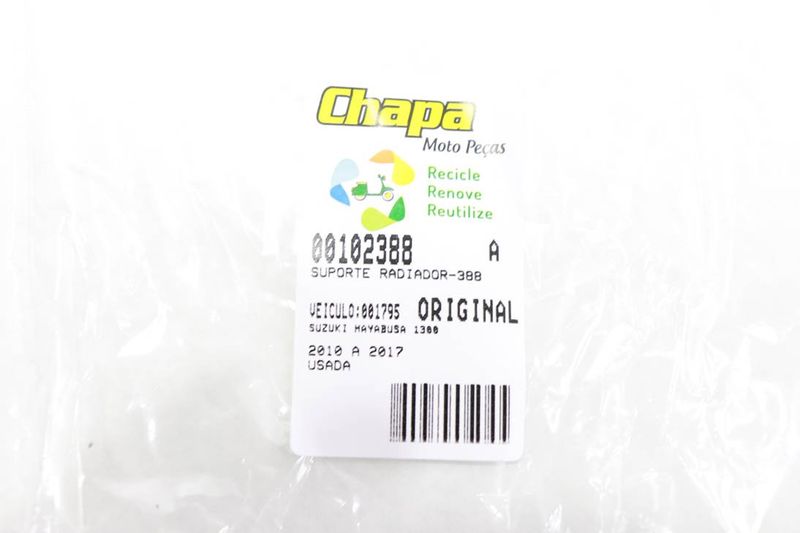 Chapa
Moto Peças
Recicle
Renove
Reutilize
00102388 A
SUPORTE RADIADOR-388
VEICULO:001795 ORIGINAL
SUZUKI HAYABUSA 1300
2010 A 2017
USADA